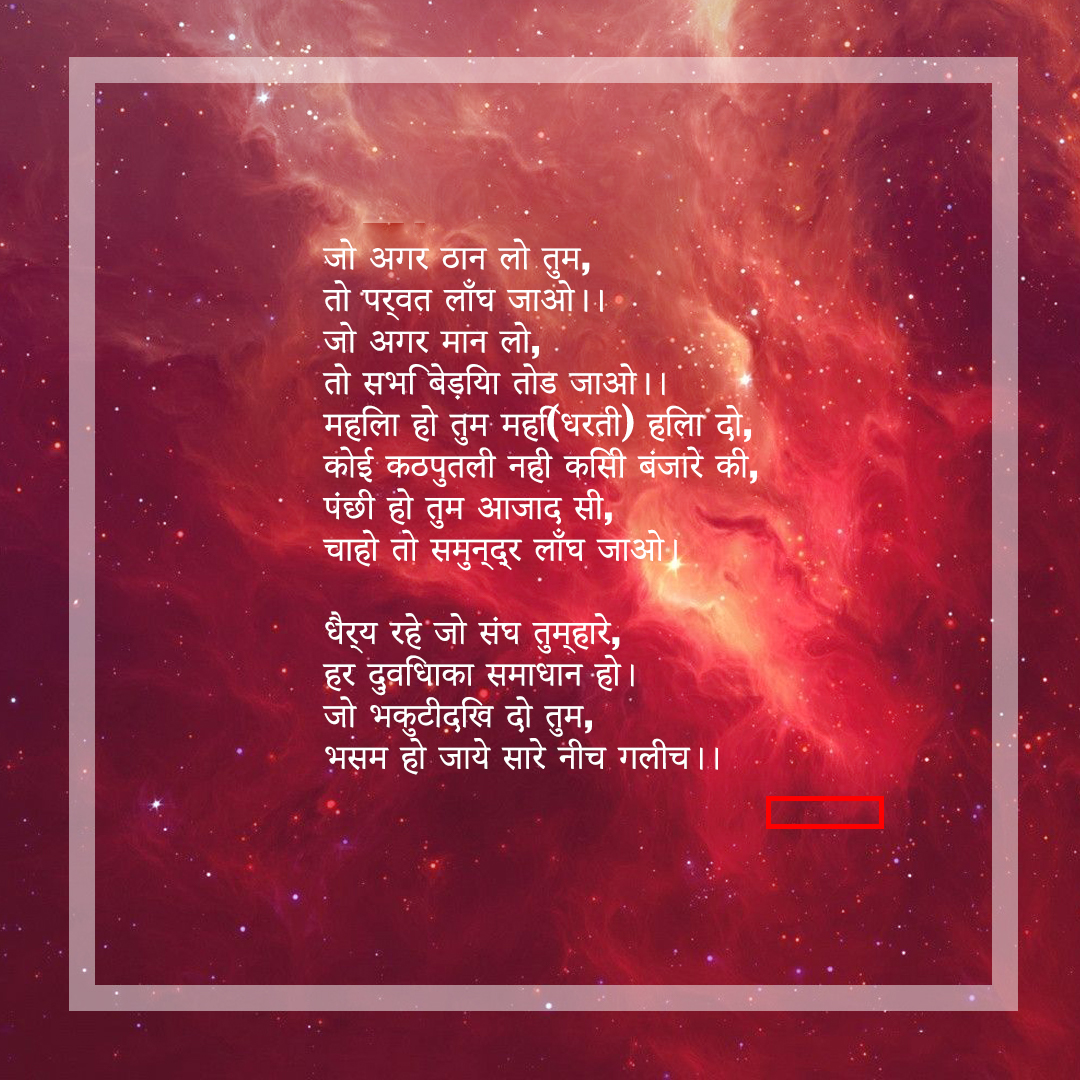 जो अगर ठान लो तुम,
तो पर्‌वत लाँघ जाओ।।
जो अगर मान लो,
तो सभि बेड़िया तोड जाओ।।
महिला हो तुम महि(धरती) हिला दो,
कोई कठपुतली नही किसी बंजारे की,
पंछी हो तुम आजाद सी,
चाहो तो समुन्‌द्‌र लाँघ जाओ।
धैर्‌य रहे जो संघ तुम्‌हारे,
हर दुविधाका समाधान हो।
जो भकुटीदिख दो तुम,
भसम हो जाये सारे नीच गलीच।।